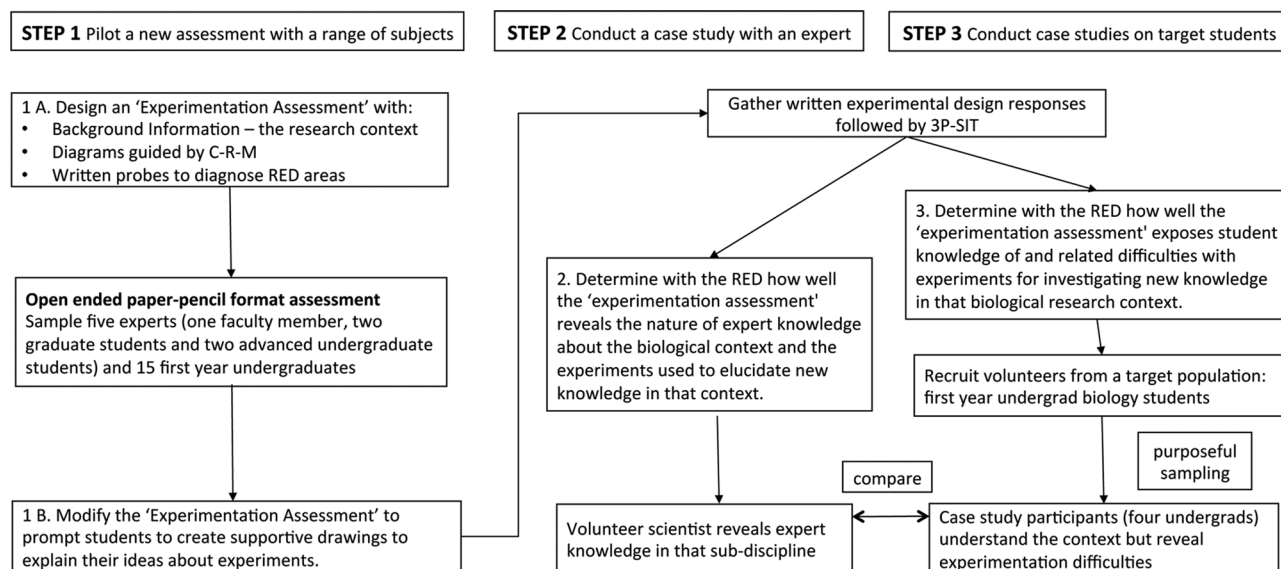 STEP 1 Pilot a new assessment with a range of subjects
STEP 2 Conduct a case study with an expert
STEP 3 Conduct case studies on target students
1 A. Design an ‘Experimentation Assessment’ with:
• Background Information – the research context
• Diagrams guided by C-R-M
• Written probes to diagnose RED areas
Open ended paper-pencil format assessment
Sample five experts (one faculty member, two
graduate students and two advanced undergraduate
students) and 15 first year undergraduates
1 B. Modify the ‘Experimentation Assessment’ to
prompt students to create supportive drawings to
explain their ideas about experiments.
Gather written experimental design responses
followed by 3P-SIT
2. Determine with the RED how well
the ‘experimentation assessment'
reveals the nature of expert knowledge
about the biological context and the
experiments used to elucidate new
knowledge in that context.
Volunteer scientist reveals expert
knowledge in that sub-discipline
compare
3. Determine with the RED how well the
‘experimentation assessment' exposes student
knowledge of and related difficulties with
experiments for investigating new knowledge
in that biological research context.
Recruit volunteers from a target population:
first year undergrad biology students
purposeful
sampling
Case study participants (four undergrads)
understand the context but reveal
experimentation difficulties